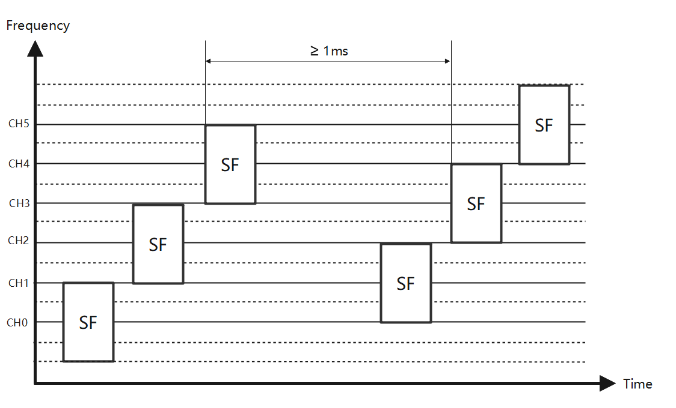 Frequency
≥ 1ms
CH5
SF
CH4
SF
CH3
SF
CH2
SF
CH1
SF
CH0
SF
Time